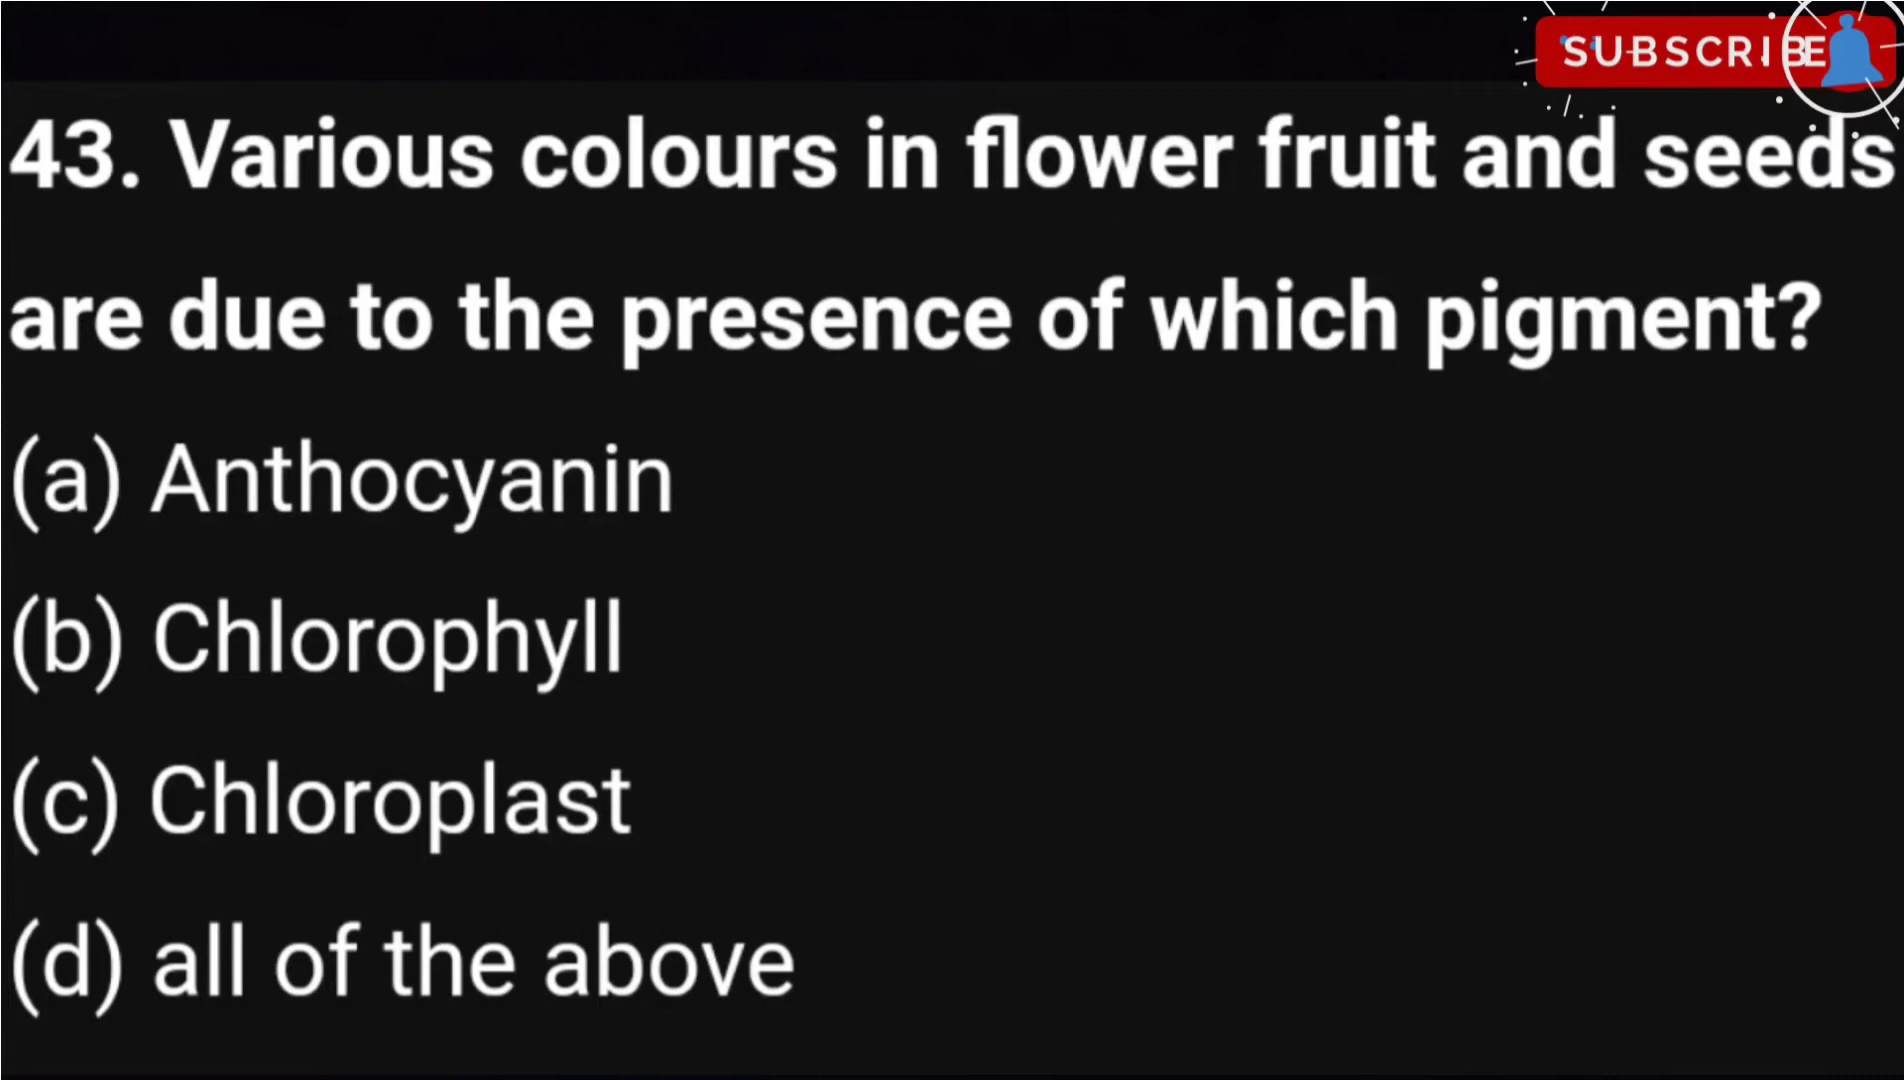 SUBSCRIBE
43. Various colours in flower fruit and seeds
are due to the presence of which pigment?
(a) Anthocyanin
(b) Chlorophyll
(c) Chloroplast
(d) all of the above